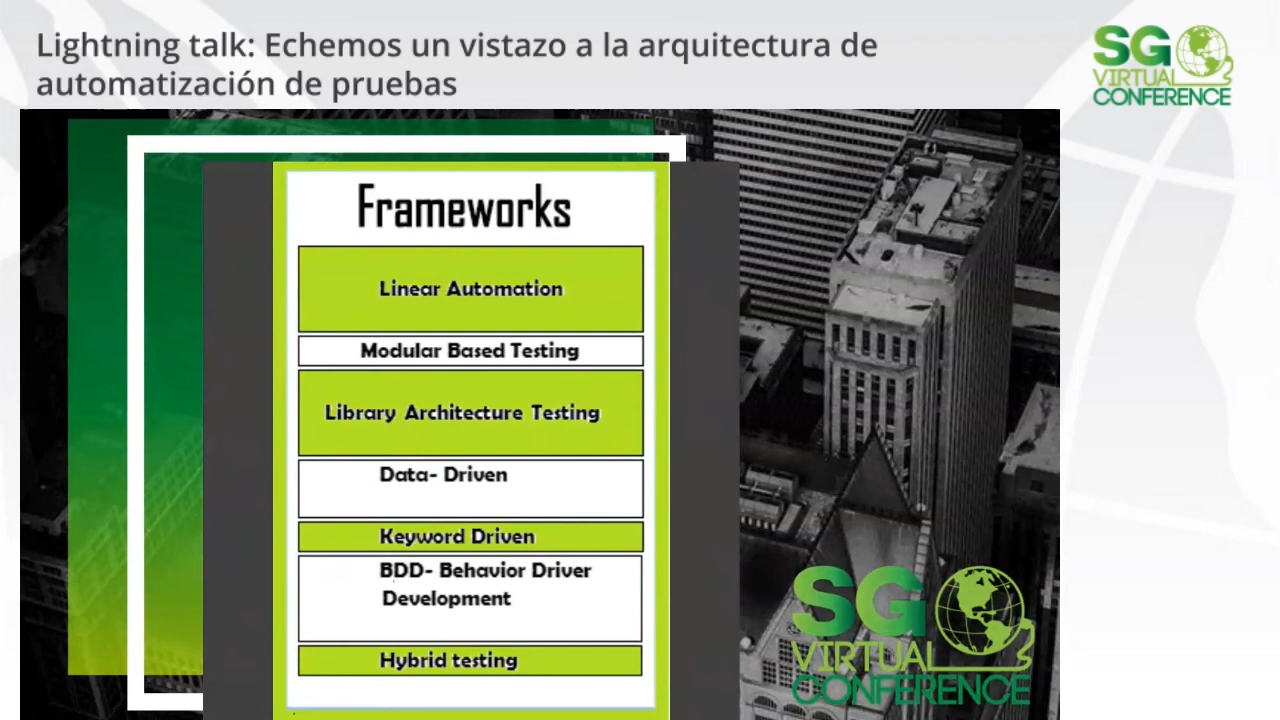 Lightning talk: Echemos un vistazo a la arquitectura de
automatización de pruebas
SG
VIRTUAL
CONFERENCE
Frameworks
Linear Automation
Modular Based Testing
Library Architecture Testing
Data- Driven
Keyword Driven
BDD- Behavior Driver
Development
Hybrid testing
SG
VIRTUAL
CONFERENCE